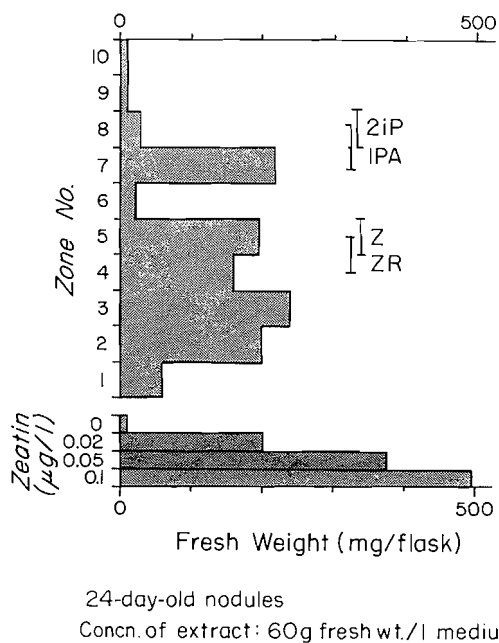 0 500
10
9
8
7
6
5
4
3
2
1
Zone No.
2iP
IPA
Z
ZR
Zeatin
(µg/l)
0
0.02
0.05
0.1
0 500
Fresh Weight (mg/flask)
24-day-old nodules
Concn. of extract: 60g fresh wt./l mediu